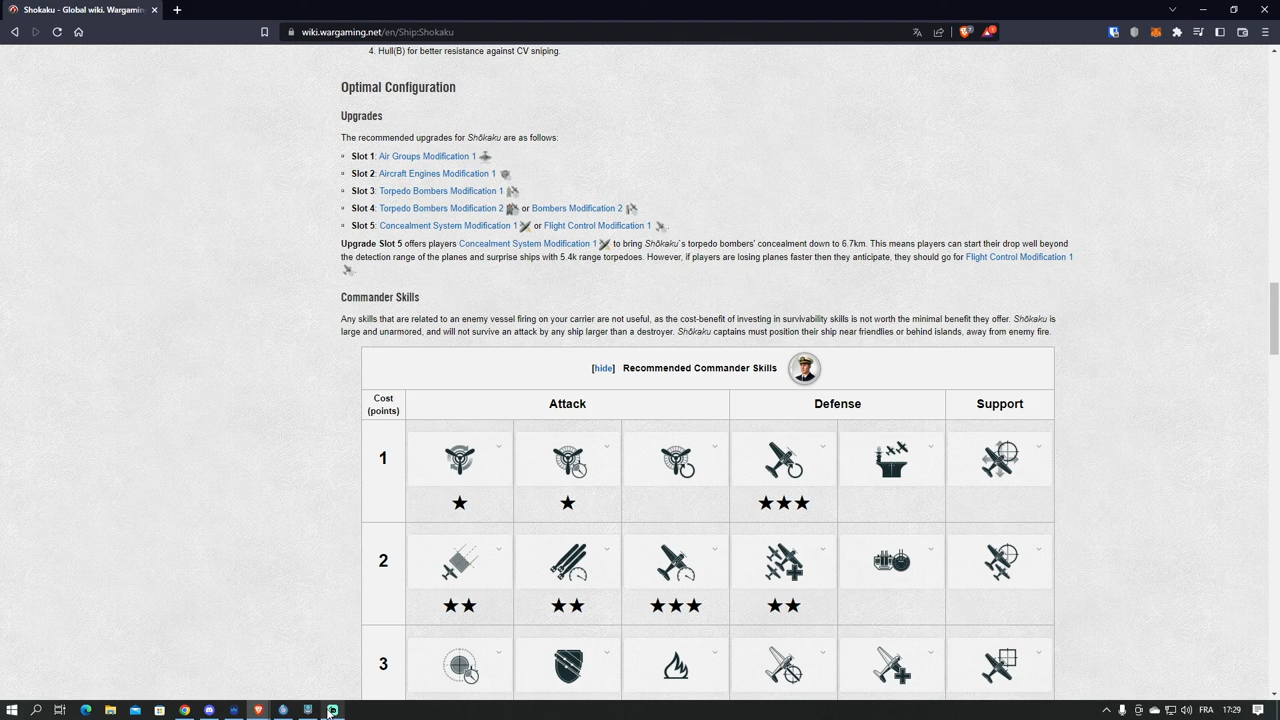 Shokaku - Global wiki. Wargaming
wiki.wargaming.net/en/Ship:Shokaku
4. Hull(B) for better resistance against CV sniping.
Optimal Configuration
Upgrades
The recommended upgrades for Shōkaku are as follows:
Slot 1: Air Groups Modification 1
Slot 2: Aircraft Engines Modification 1
Slot 3: Torpedo Bombers Modification 1
Slot 4: Torpedo Bombers Modification 2 or Bombers Modification 2
Slot 5: Concealment System Modification 1 or Flight Control Modification 1 .
Upgrade Slot 5 offers players Concealment System Modification 1 to bring Shōkaku`s torpedo bombers' concealment down to 6.7km. This means players can start their drop well beyond
the detection range of the planes and surprise ships with 5.4k range torpedoes. However, if players are losing planes faster then they anticipate, they should go for Flight Control Modification 1
.
Commander Skills
Any skills that are related to an enemy vessel firing on your carrier are not useful, as the cost-benefit of investing in survivability skills is not worth the minimal benefit they offer. Shōkaku is
large and unarmored, and will not survive an attack by any ship larger than a destroyer. Shōkaku captains must position their ship near friendlies or behind islands, away from enemy fire.
[hide] Recommended Commander Skills
Cost
(points)
Attack
Defense
Support
1
★ ★ ★★★
2
★★ ★★ ★★★ ★★
3
FRA 17:29